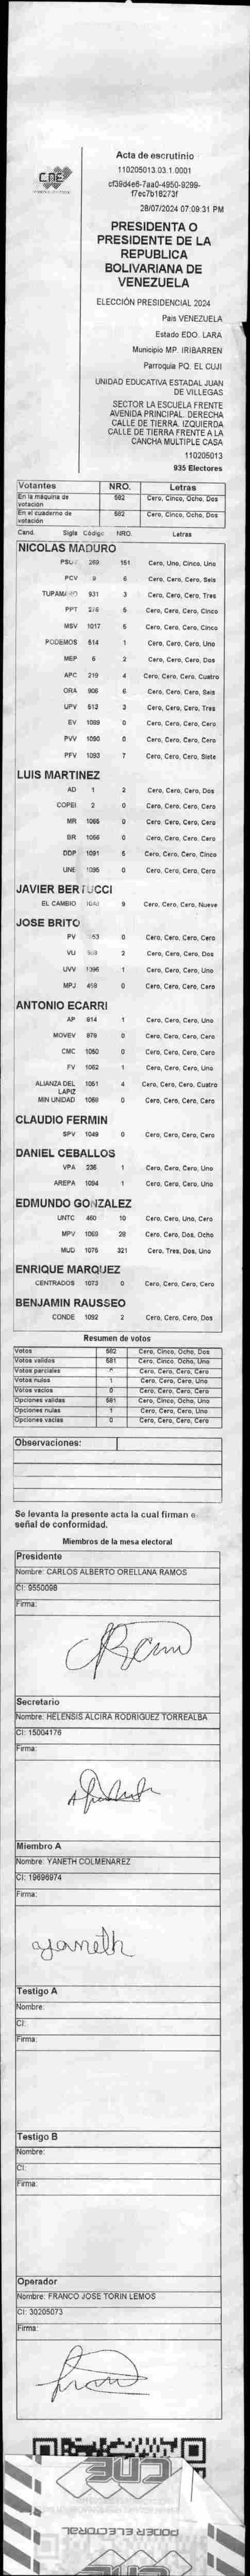 CNE
Acta de escrutinio
110205013.03.1.0001
cf39d4e6-7aa0-4950-9299-
f7ec7b18273f
28/07/2024 07:09:31 PM
PRESIDENTA O
PRESIDENTE DE LA
REPUBLICA
BOLIVARIANA DE
VENEZUELA
ELECCIÓN PRESIDENCIAL 2024
Pais VENEZUELA
Estado EDO. LARA
Municipio MP. IRIBARREN
Parroquia PQ. EL CUJI
UNIDAD EDUCATIVA ESTADAL JUAN
DE VILLEGAS
SECTOR LA ESCUELA FRENTE
AVENIDA PRINCIPAL. DERECHA
CALLE DE TIERRA. IZQUIERDA
CALLE DE TIERRA FRENTE A LA
CANCHA MULTIPLE CASA
110205013
935 Electores
Votantes NRO. Letras
En la máquina de votación 582 Cero, Cinco, Ocho, Dos
En el cuaderno de votación 582 Cero, Cinco, Ocho, Dos
Cand. Sigla Código NRO. Letras
NICOLAS MADURO
PSUV 269 151 Cero, Uno, Cinco, Uno
PCV 9 6 Cero, Cero, Cero, Seis
TUPAMARO 931 3 Cero, Cero, Cero, Tres
PPT 276 5 Cero, Cero, Cero, Cinco
MSV 1017 5 Cero, Cero, Cero, Cinco
PODEMOS 514 1 Cero, Cero, Cero, Uno
MEP 6 2 Cero, Cero, Cero, Dos
APC 219 4 Cero, Cero, Cero, Cuatro
ORA 906 6 Cero, Cero, Cero, Seis
UPV 513 3 Cero, Cero, Cero, Tres
EV 1089 0 Cero, Cero, Cero, Cero
PVV 1090 0 Cero, Cero, Cero, Cero
PFV 1093 7 Cero, Cero, Cero, Siete
LUIS MARTINEZ
AD 1 2 Cero, Cero, Cero, Dos
COPEI 2 0 Cero, Cero, Cero, Cero
MR 1065 0 Cero, Cero, Cero, Cero
BR 1066 0 Cero, Cero, Cero, Cero
DDP 1091 5 Cero, Cero, Cero, Cinco
UNE 1095 0 Cero, Cero, Cero, Cero
JAVIER BERTUCCI
EL CAMBIO 1048 9 Cero, Cero, Cero, Nueve
JOSE BRITO
PV 0 Cero, Cero, Cero, Cero
VU 2 Cero, Cero, Cero, Dos
UVV 1396 1 Cero, Cero, Cero, Uno
MPJ 459 0 Cero, Cero, Cero, Cero
ANTONIO ECARRI
AP 814 1 Cero, Cero, Cero, Uno
MOVEV 979 0 Cero, Cero, Cero, Cero
CMC 1050 0 Cero, Cero, Cero, Cero
FV 1052 1 Cero, Cero, Cero, Uno
ALIANZA DEL LAPIZ 1051 4 Cero, Cero, Cero, Cuatro
MIN UNIDAD 1068 0 Cero, Cero, Cero, Cero
CLAUDIO FERMIN
SPV 1049 0 Cero, Cero, Cero, Cero
DANIEL CEBALLOS
VPA 236 1 Cero, Cero, Cero, Uno
AREPA 1094 1 Cero, Cero, Cero, Uno
EDMUNDO GONZALEZ
UNTC 460 10 Cero, Cero, Uno, Cero
MPV 1069 28 Cero, Cero, Dos, Ocho
MUD 1075 321 Cero, Tres, Dos, Uno
ENRIQUE MARQUEZ
CENTRADOS 1073 0 Cero, Cero, Cero, Cero
BENJAMIN RAUSSEO
CONDE 1092 2 Cero, Cero, Cero, Dos
Resumen de votos
Votos 582 Cero, Cinco, Ocho, Dos
Votos validos 581 Cero, Cinco, Ocho, Uno
Votos parciales 0 Cero, Cero, Cero, Cero
Votos nulos 1 Cero, Cero, Cero, Uno
Votos vacios 0 Cero, Cero, Cero, Cero
Opciones validas 581 Cero, Cinco, Ocho, Uno
Opciones nulas 1 Cero, Cero, Cero, Uno
Opciones vacias 0 Cero, Cero, Cero, Cero
Observaciones:
Se levanta la presente acta la cual firman e
señal de conformidad.
Miembros de la mesa electoral
Presidente
Nombre: CARLOS ALBERTO ORELLANA RAMOS
CI: 9550098
Firma:
Secretario
Nombre: HELENSIS ALCIRA RODRIGUEZ TORREALBA
CI: 15004176
Firma:
Miembro A
Nombre: YANETH COLMENAREZ
CI: 19696974
Firma:
yaneth
Testigo A
Nombre:
CI:
Firma:
Testigo B
Nombre:
CI:
Firma:
Operador
Nombre: FRANCO JOSE TORIN LEMOS
CI: 30205073
Firma:
CNE
PODER ELECTORAL
CNE